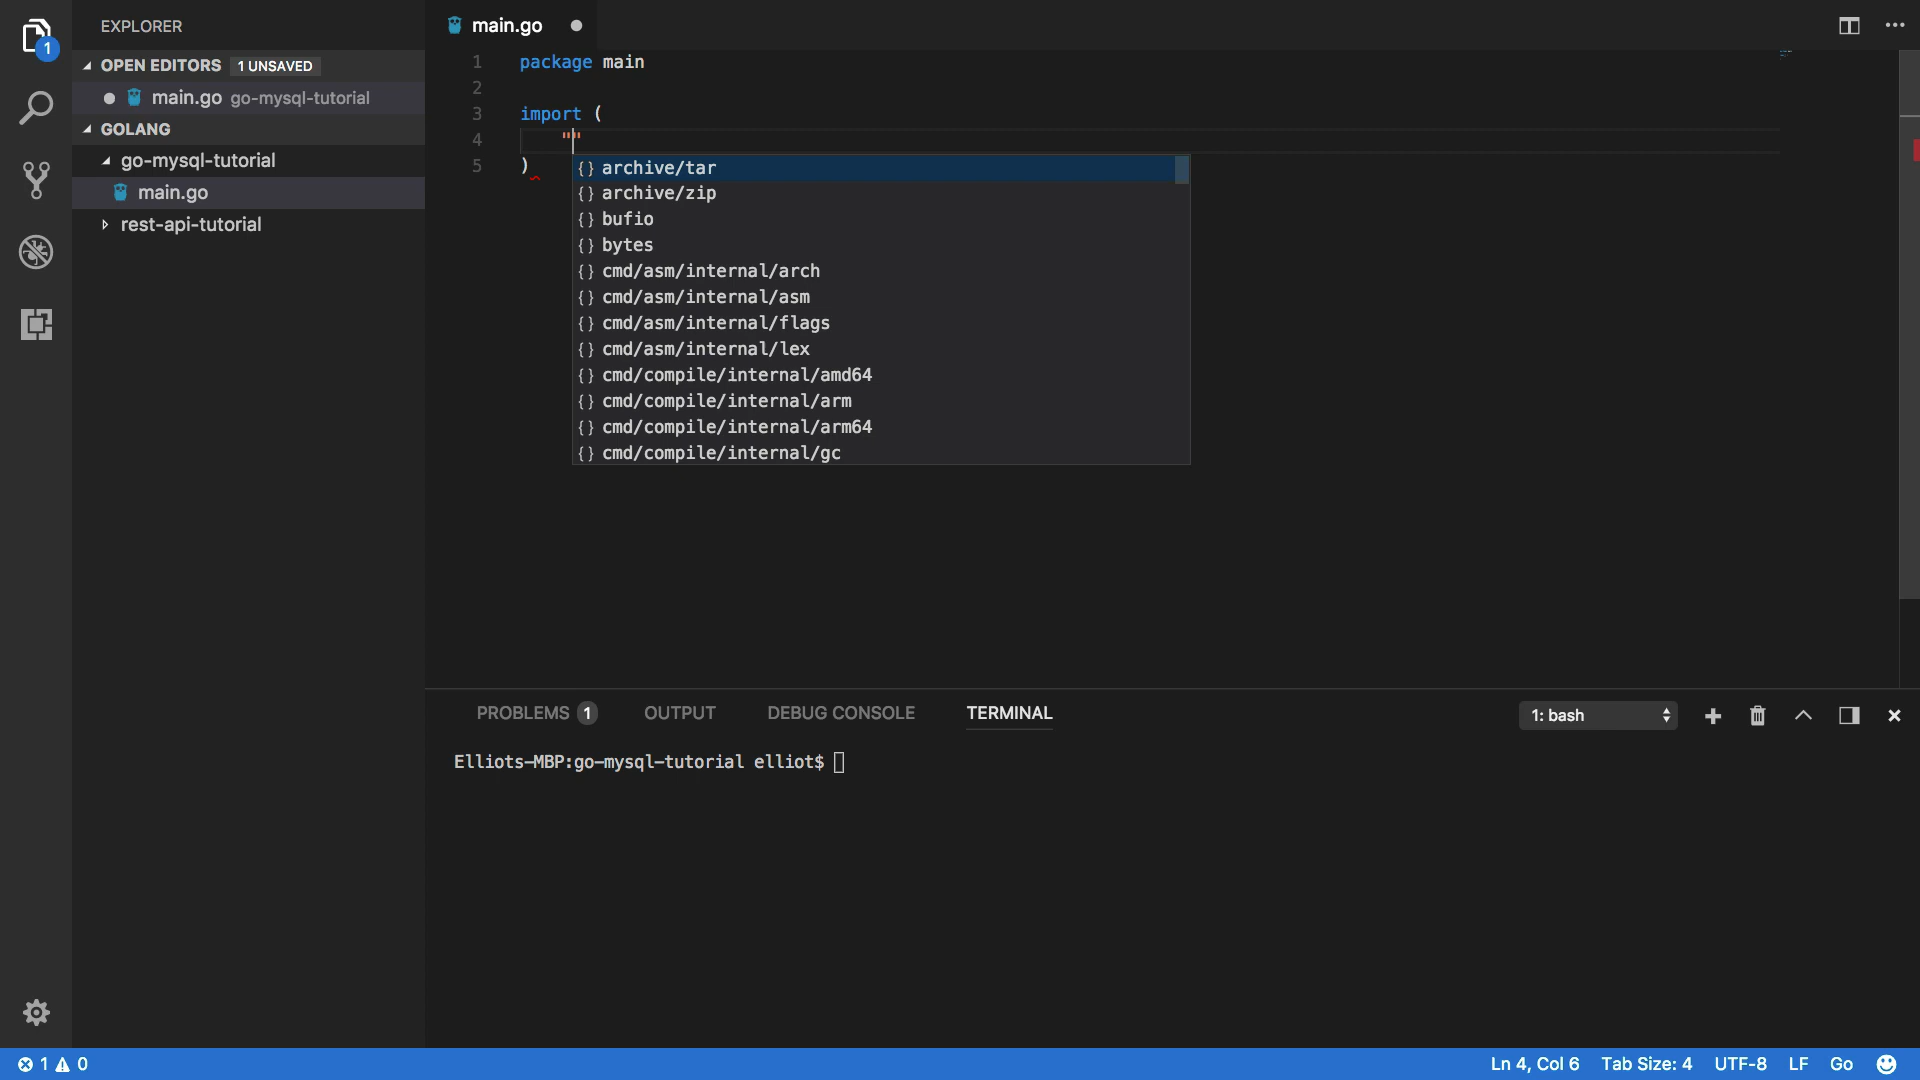 EXPLORER
1
OPEN EDITORS 1 UNSAVED
main.go go-mysql-tutorial
GOLANG
go-mysql-tutorial
main.go
rest-api-tutorial
main.go
1 package main
2
3 import (
4 ""
5 )
{} archive/tar
{} archive/zip
{} bufio
{} bytes
{} cmd/asm/internal/arch
{} cmd/asm/internal/asm
{} cmd/asm/internal/flags
{} cmd/asm/internal/lex
{} cmd/compile/internal/amd64
{} cmd/compile/internal/arm
{} cmd/compile/internal/arm64
{} cmd/compile/internal/gc
PROBLEMS 1 OUTPUT DEBUG CONSOLE TERMINAL 1: bash
Elliots-MBP:go-mysql-tutorial elliot$
1 0 Ln 4, Col 6 Tab Size: 4 UTF-8 LF Go